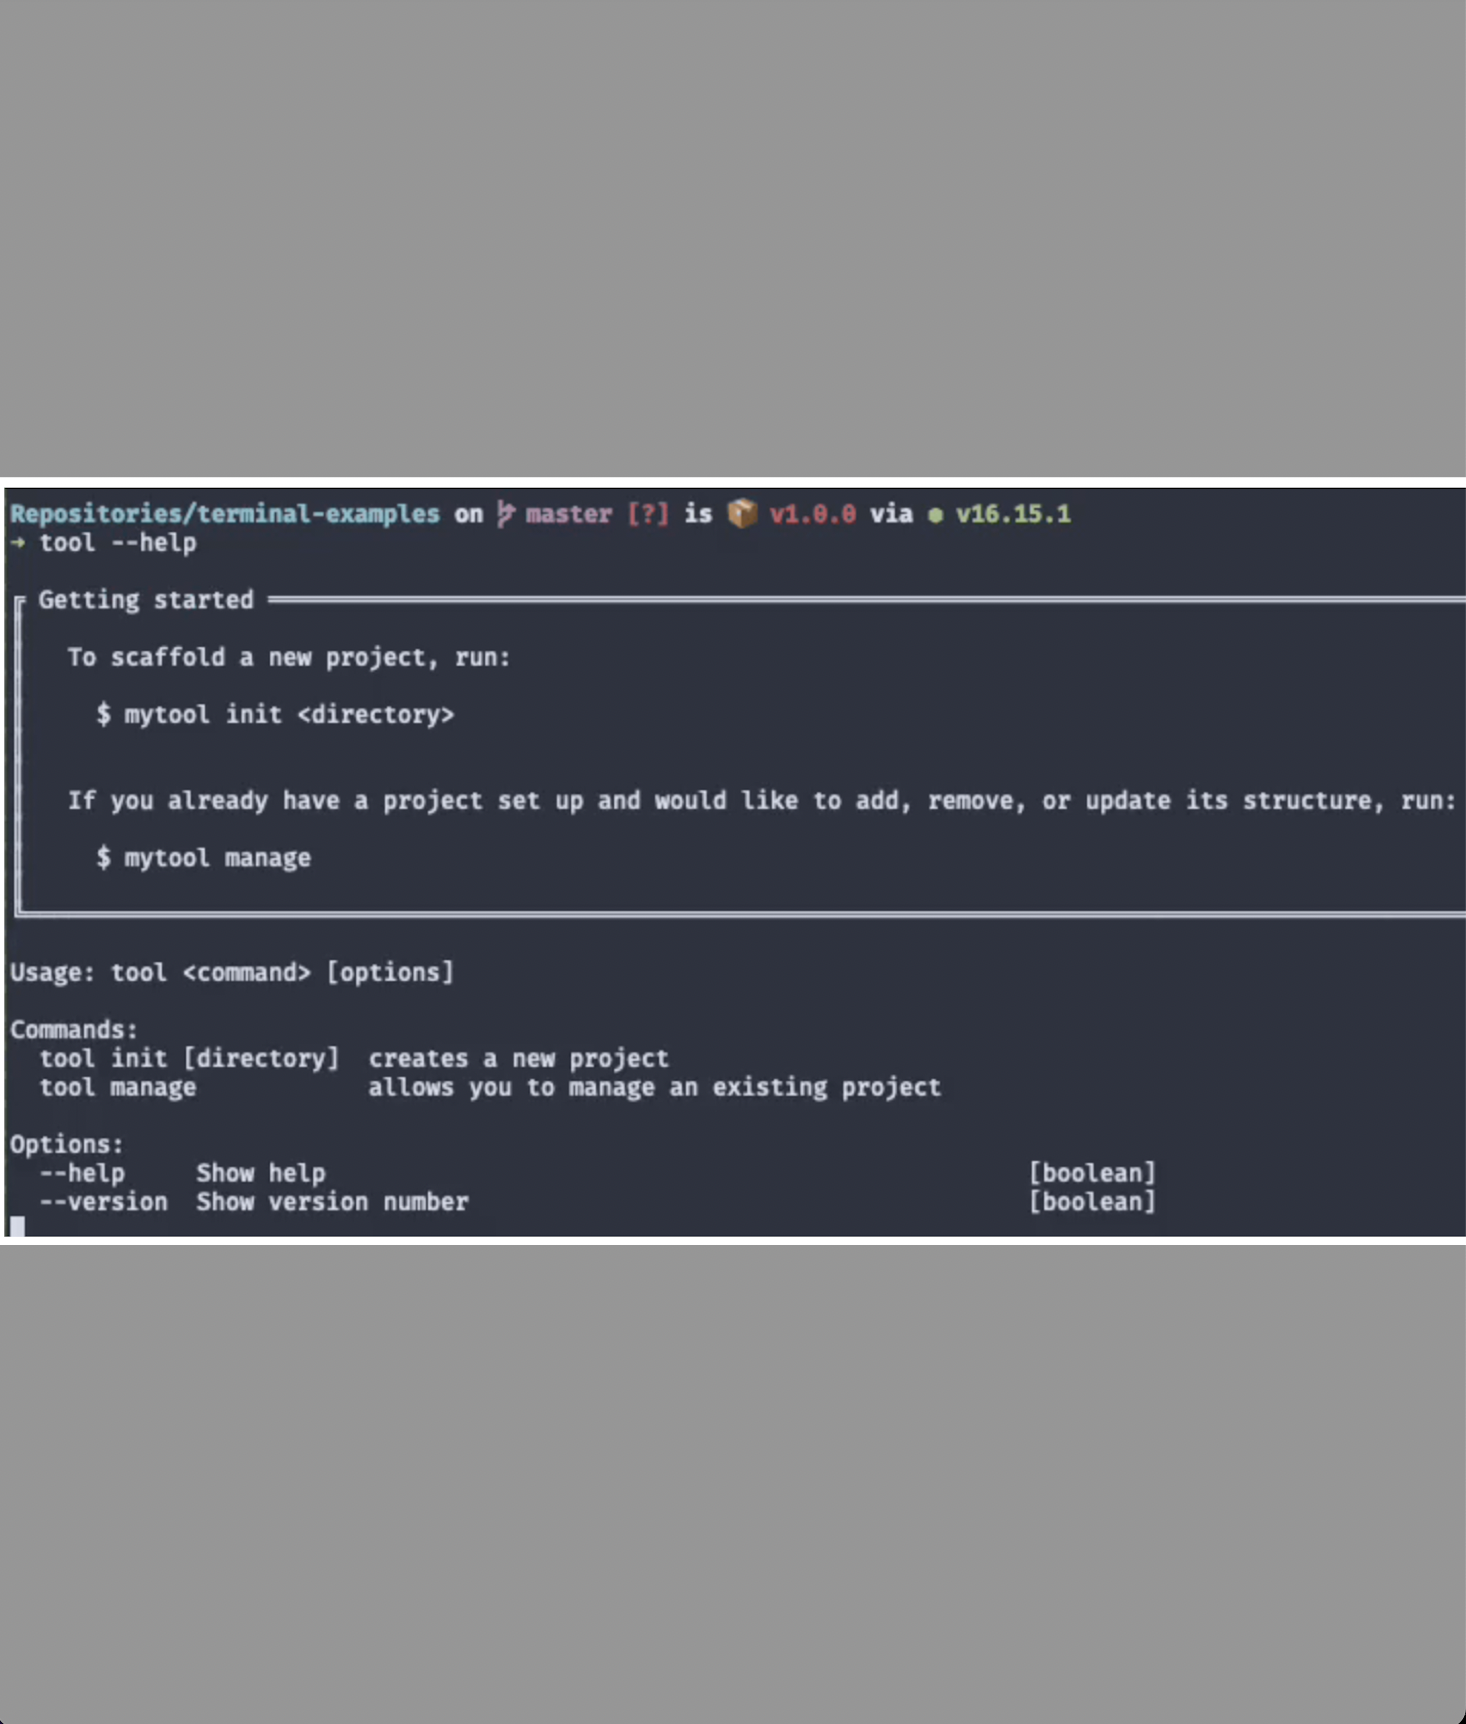 Repositories/terminal-examples on master [?] is 📦 v1.0.0 via ⬢ v16.15.1
➜ tool --help
Getting started
To scaffold a new project, run:
$ mytool init <directory>
If you already have a project set up and would like to add, remove, or update its structure, run:
$ mytool manage
Usage: tool <command> [options]
Commands:
tool init [directory]  creates a new project
tool manage            allows you to manage an existing project
Options:
--help     Show help                                                 [boolean]
--version  Show version number                                       [boolean]